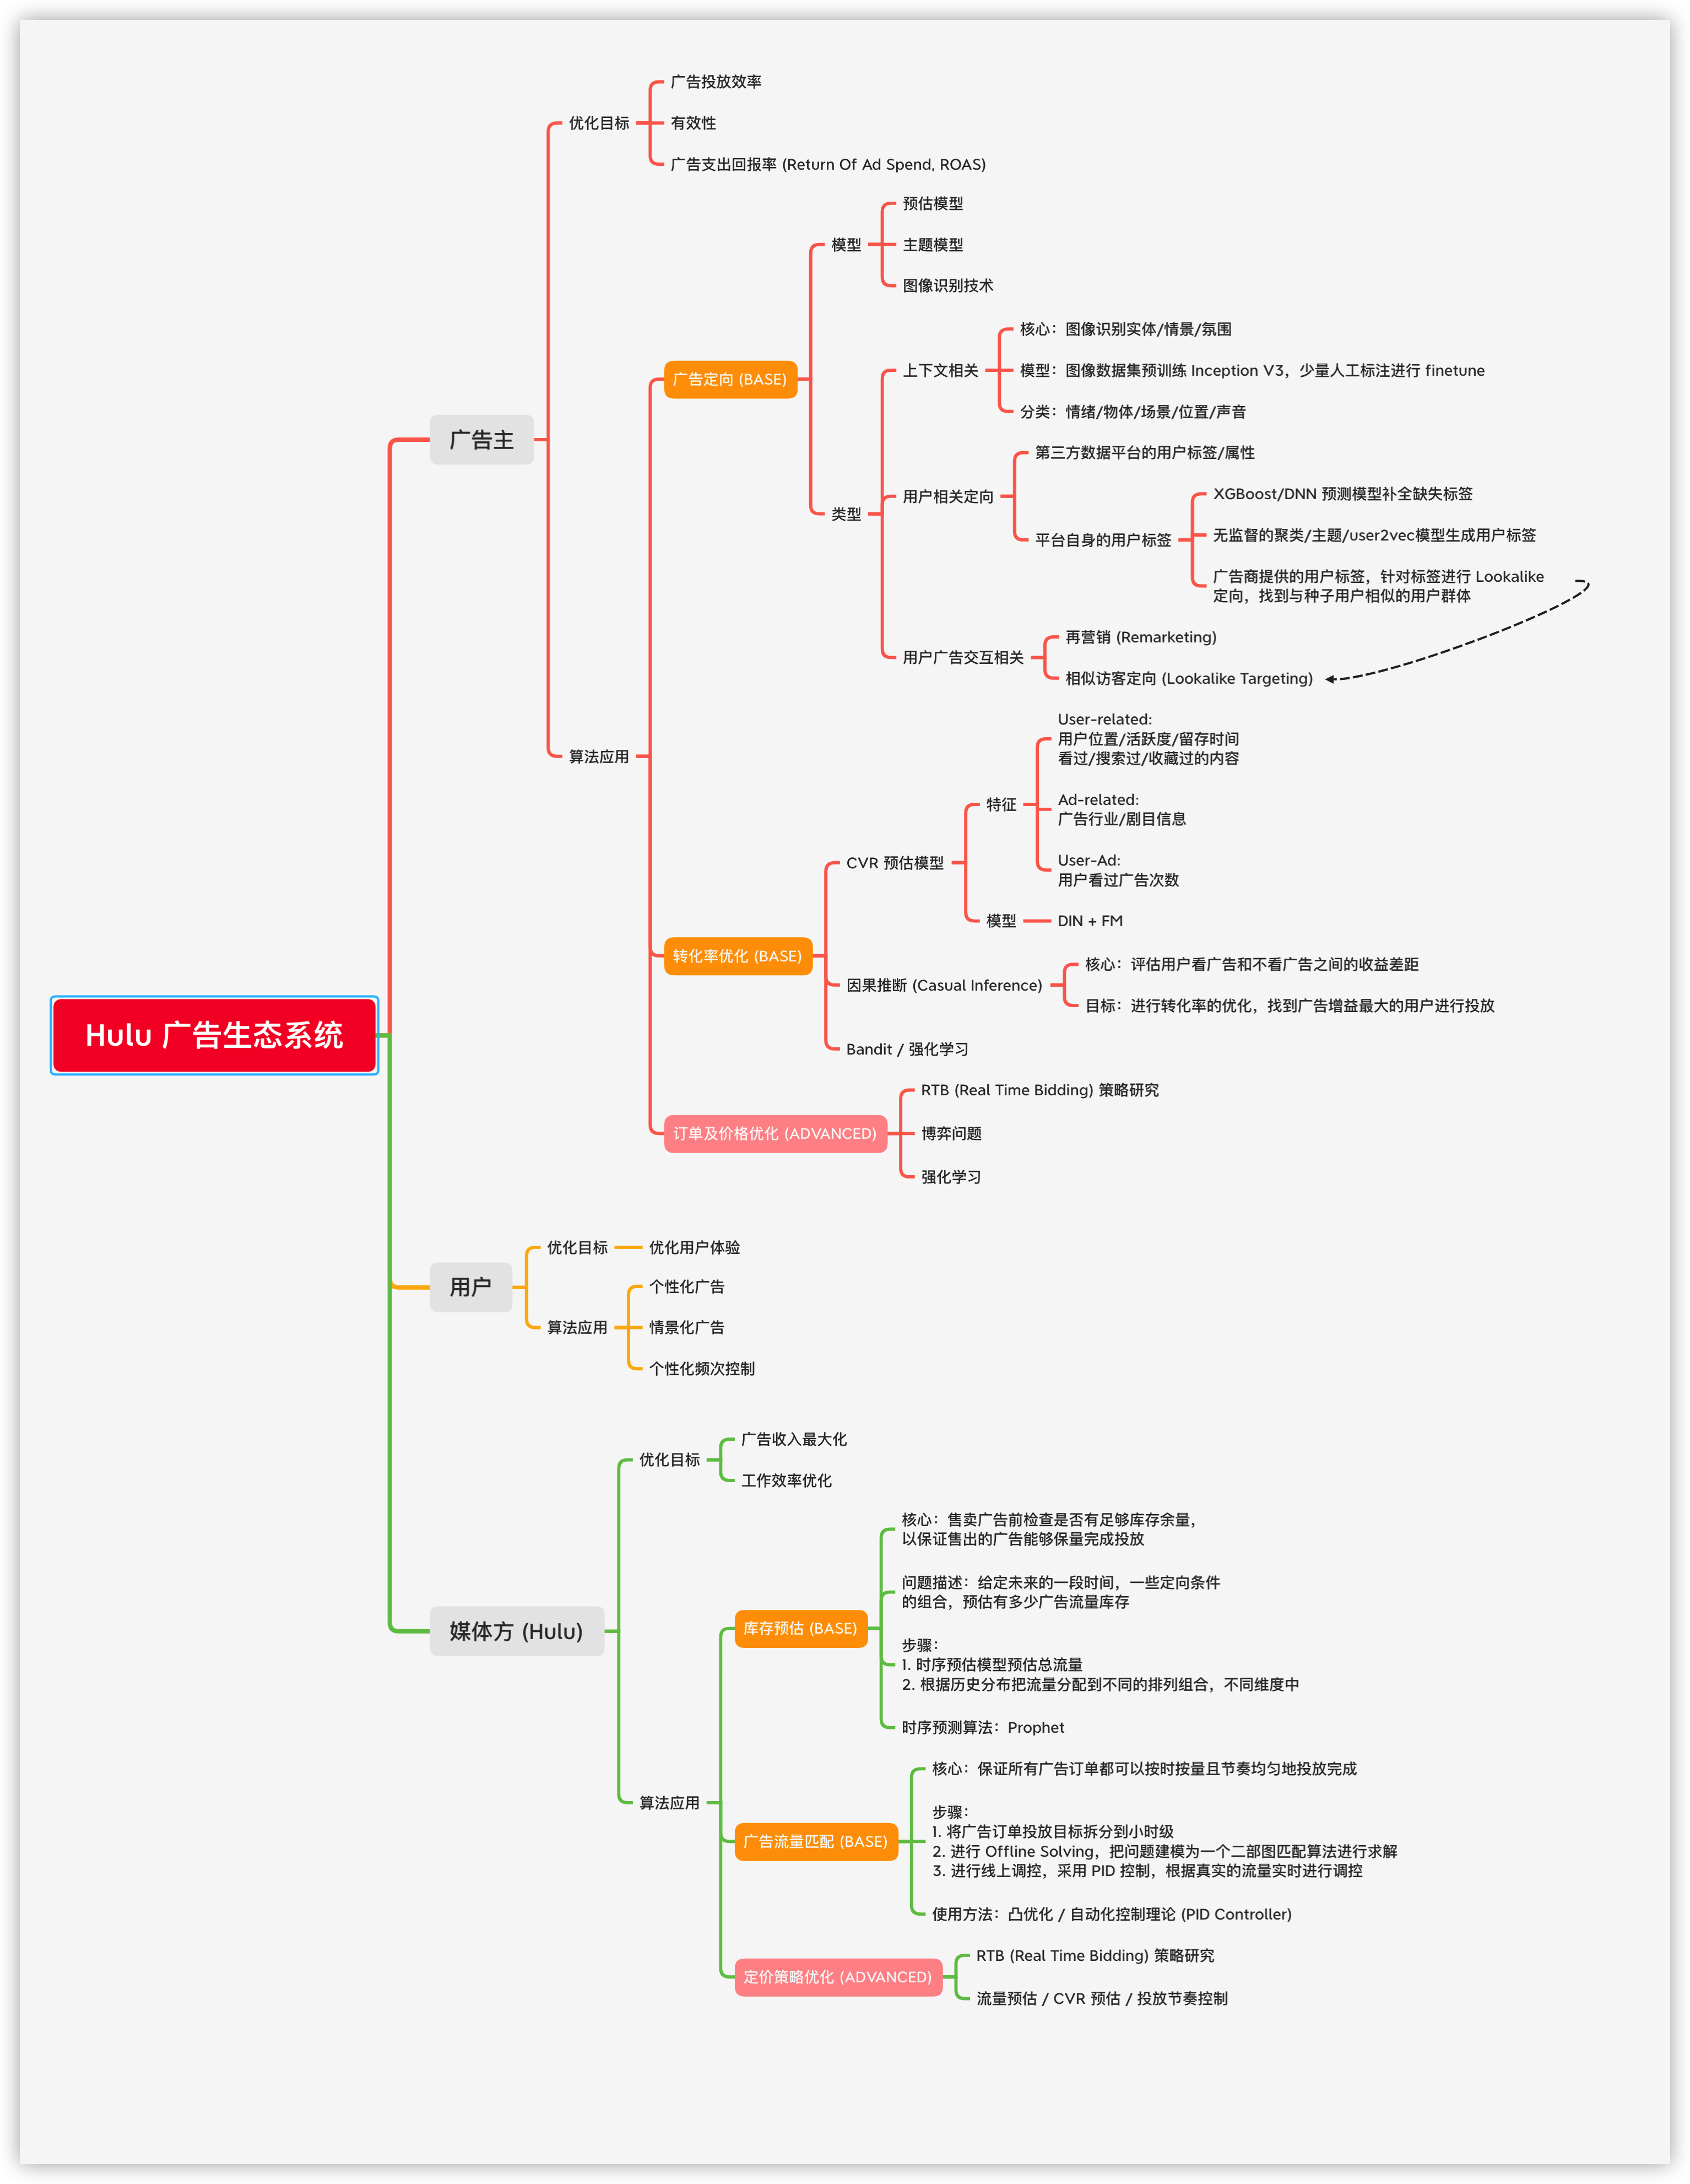 Hulu 广告生态系统
广告主
优化目标
广告投放效率
有效性
广告支出回报率 (Return Of Ad Spend, ROAS)
算法应用
广告定向 (BASE)
模型
预估模型
主题模型
图像识别技术
类型
上下文相关
核心：图像识别实体/情景/氛围
模型：图像数据集预训练 Inception V3，少量人工标注进行 finetune
分类：情绪/物体/场景/位置/声音
用户相关定向
第三方数据平台的用户标签/属性
平台自身的用户标签
XGBoost/DNN 预测模型补全缺失标签
无监督的聚类/主题/user2vec模型生成用户标签
广告商提供的用户标签，针对标签进行 Lookalike
定向，找到与种子用户相似的用户群体
用户广告交互相关
再营销 (Remarketing)
相似访客定向 (Lookalike Targeting)
转化率优化 (BASE)
CVR 预估模型
特征
User-related:
用户位置/活跃度/留存时间
看过/搜索过/收藏过的内容
Ad-related:
广告行业/剧目信息
User-Ad:
用户看过广告次数
模型
DIN + FM
因果推断 (Casual Inference)
核心：评估用户看广告和不看广告之间的收益差距
目标：进行转化率的优化，找到广告增益最大的用户进行投放
Bandit / 强化学习
订单及价格优化 (ADVANCED)
RTB (Real Time Bidding) 策略研究
博弈问题
强化学习
用户
优化目标
优化用户体验
算法应用
个性化广告
情景化广告
个性化频次控制
媒体方 (Hulu)
优化目标
广告收入最大化
工作效率优化
算法应用
库存预估 (BASE)
核心：售卖广告前检查是否有足够库存余量，
以保证售出的广告能够保量完成投放
问题描述：给定未来的一段时间，一些定向条件
的组合，预估有多少广告流量库存
步骤：
1. 时序预估模型预估总流量
2. 根据历史分布把流量分配到不同的排列组合，不同维度中
时序预测算法：Prophet
广告流量匹配 (BASE)
核心：保证所有广告订单都可以按时按量且节奏均匀地投放完成
步骤：
1. 将广告订单投放目标拆分到小时级
2. 进行 Offline Solving，把问题建模为一个二部图匹配算法进行求解
3. 进行线上调控，采用 PID 控制，根据真实的流量实时进行调控
使用方法：凸优化 / 自动化控制理论 (PID Controller)
定价策略优化 (ADVANCED)
RTB (Real Time Bidding) 策略研究
流量预估 / CVR 预估 / 投放节奏控制